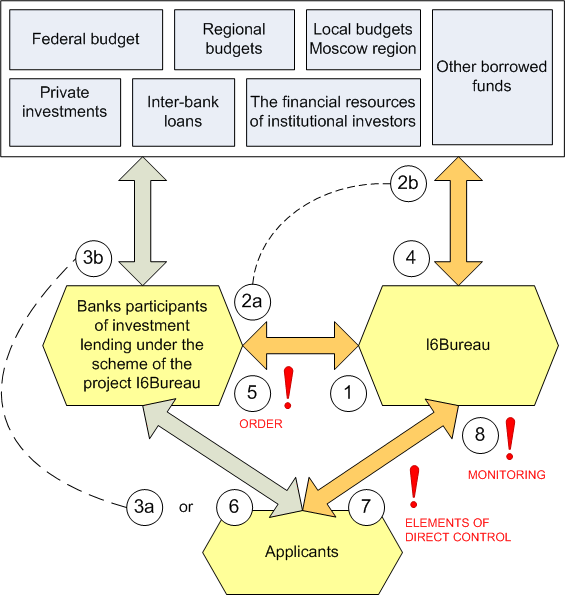 Federal budget
Regional
budgets
Local budgets
Moscow region
Other borrowed
funds
Private
investments
Inter-bank
loans
The financial resources
of institutional investors
2b
3b
4
2a
Banks participants
of investment
lending under the
scheme of the
project I6Bureau
I6Bureau
5
!
1
ORDER
8
!
MONITORING
3a
or
6
7
!
ELEMENTS OF
DIRECT CONTROL
Applicants